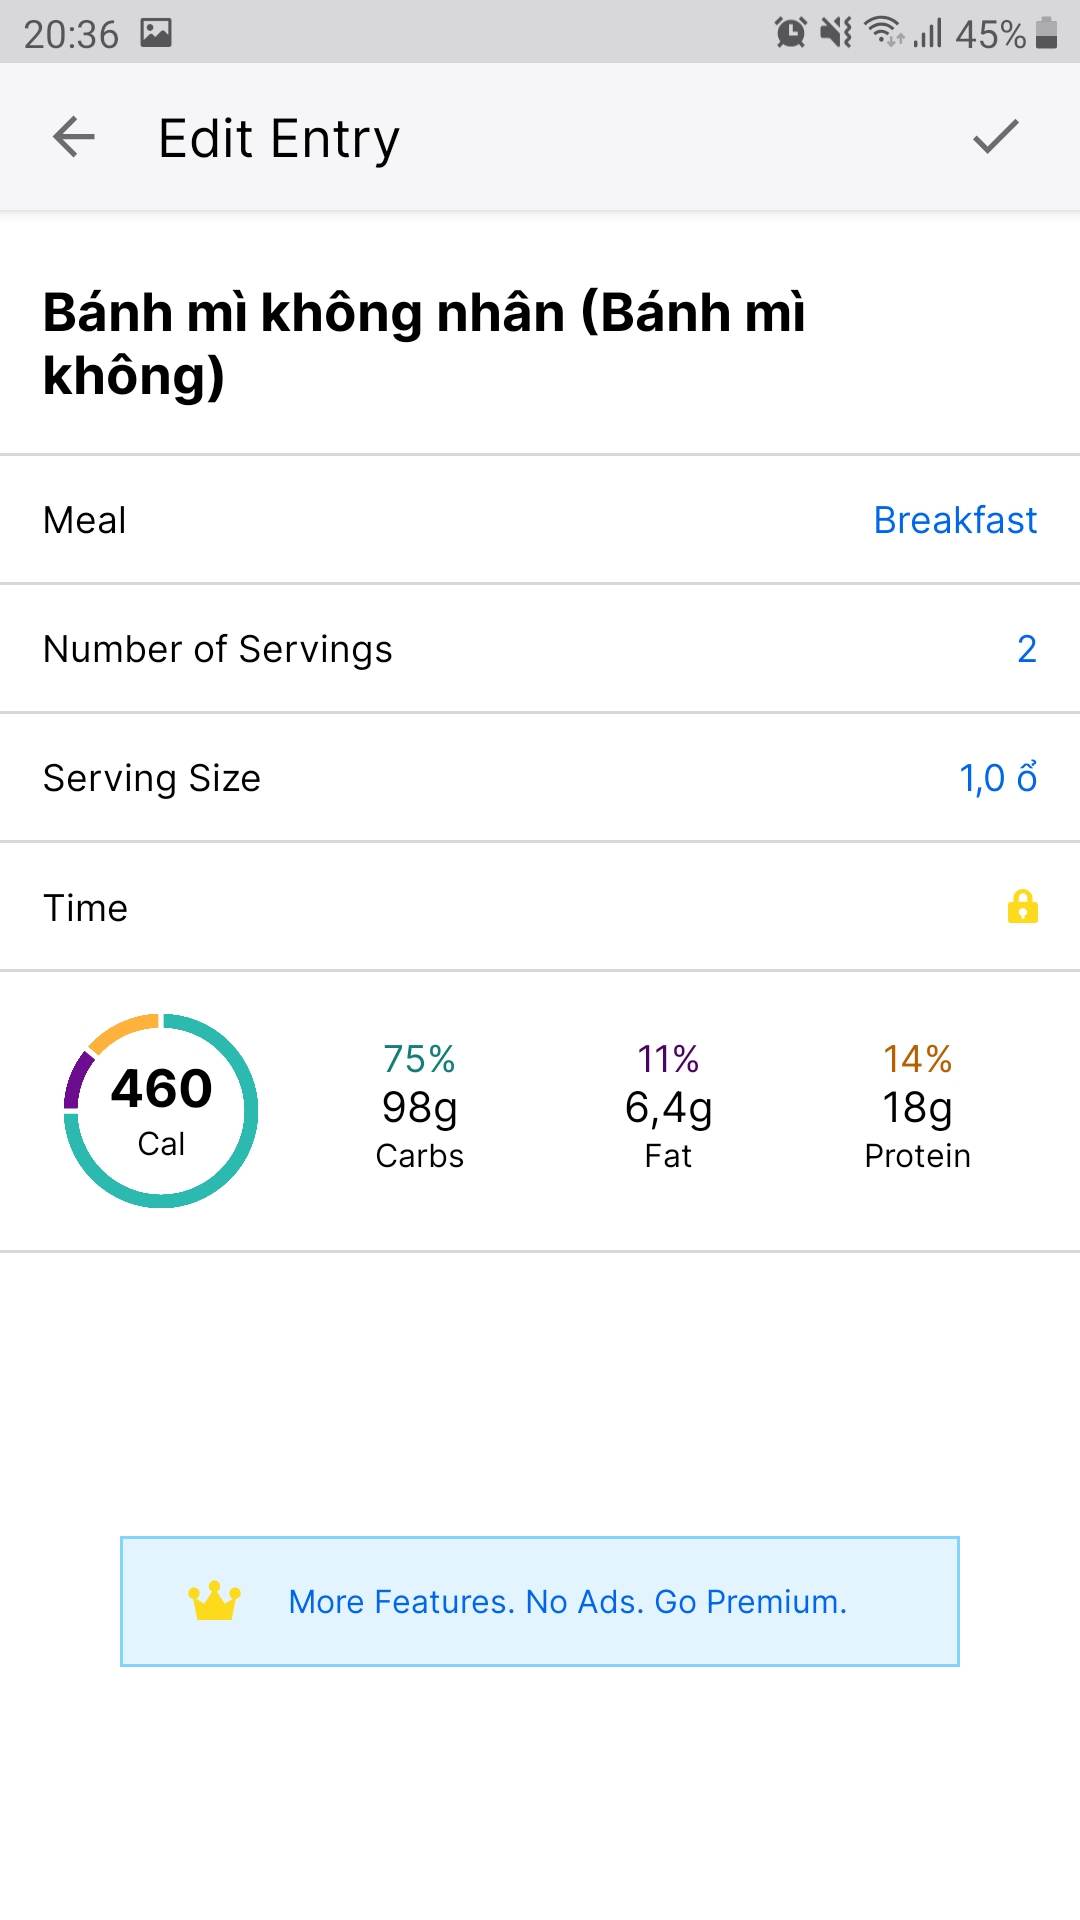 20:36 45%
Edit Entry
Bánh mì không nhân (Bánh mì
không)
Meal Breakfast
Number of Servings 2
Serving Size 1,0 ổ
Time
460
Cal
75% 11% 14%
98g 6,4g 18g
Carbs Fat Protein
More Features. No Ads. Go Premium.